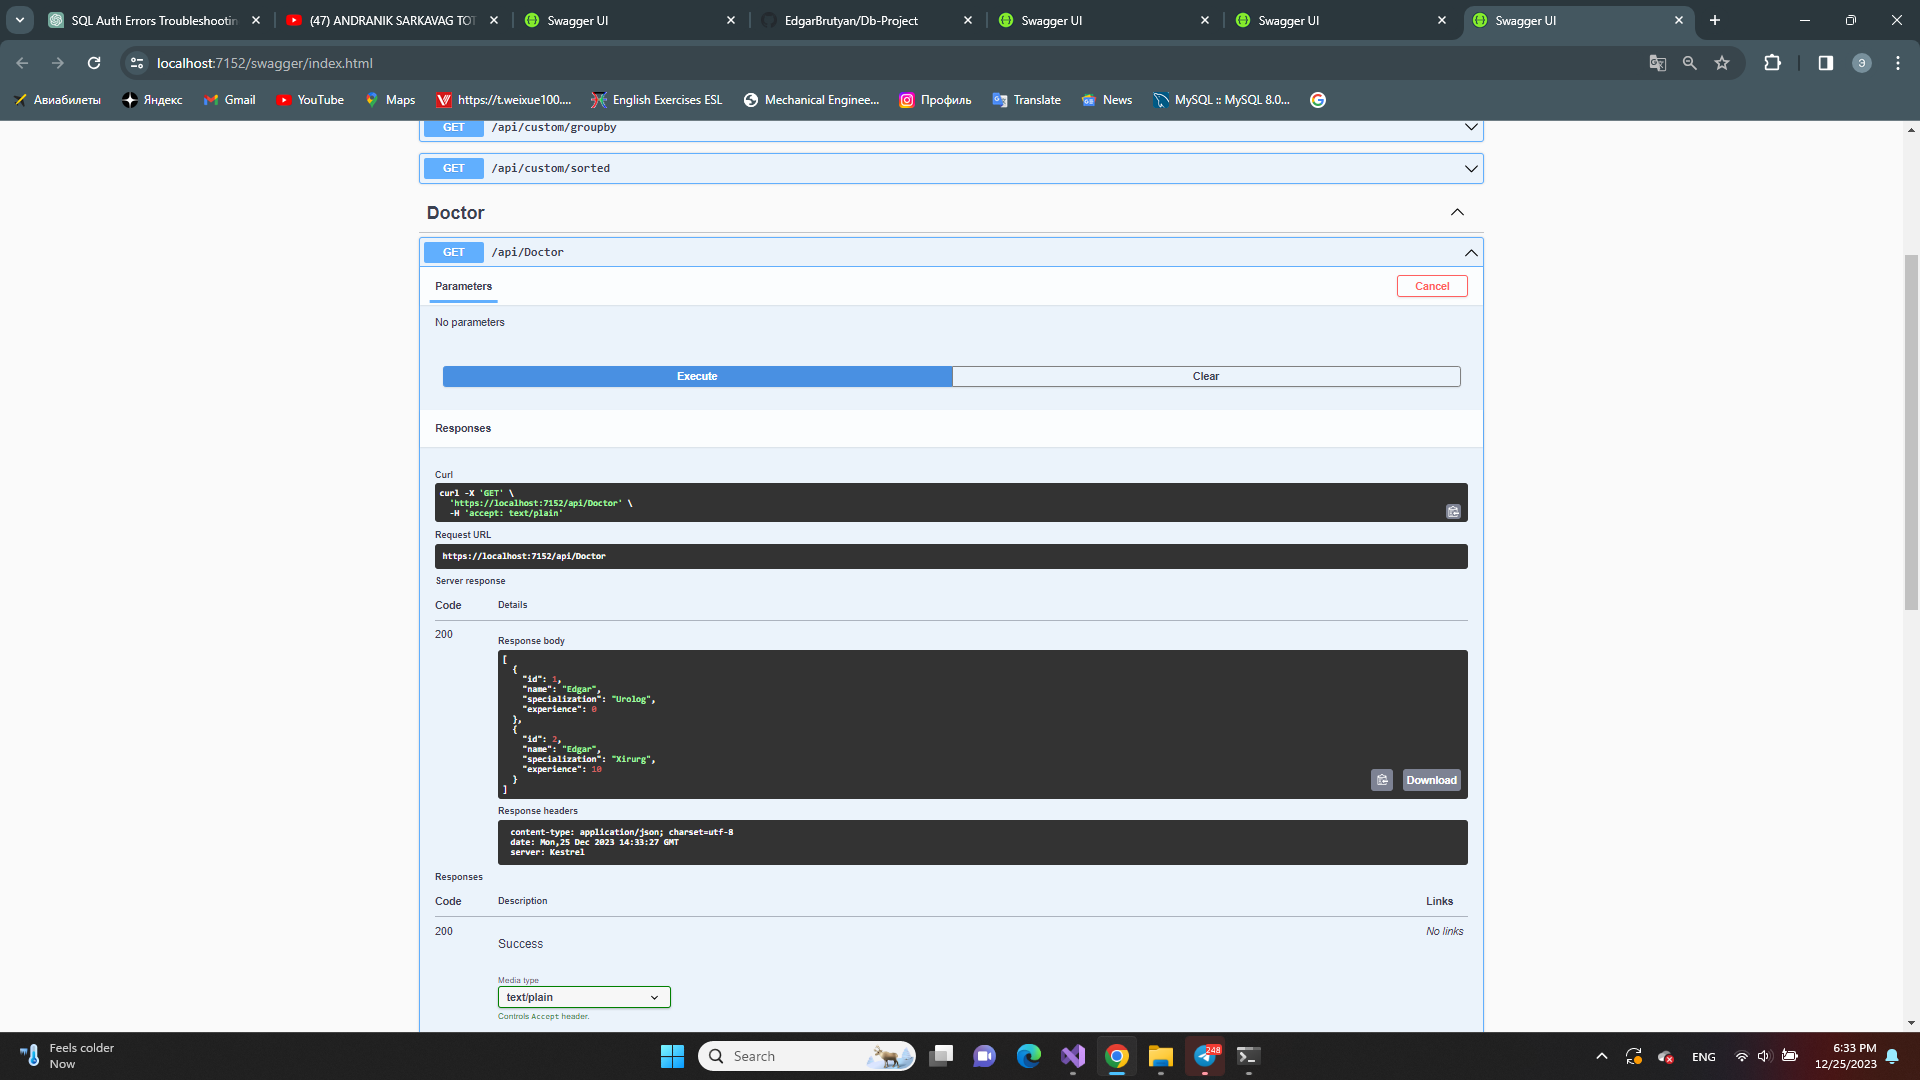 SQL Auth Errors Troubleshootin
(47) ANDRANIK SARKAVAG TOT
Swagger UI
EdgarBrutyan/Db-Project
Swagger UI
Swagger UI
Swagger UI
localhost:7152/swagger/index.html
Э
Авиабилеты
Яндекс
Gmail
YouTube
Maps
https://t.weixue100....
English Exercises ESL
Mechanical Enginee...
Профиль
Translate
News
MySQL :: MySQL 8.0...
GET /api/custom/groupby
GET /api/custom/sorted
Doctor
GET /api/Doctor
Parameters
Cancel
No parameters
Execute
Clear
Responses
Curl
curl -X 'GET' \
'https://localhost:7152/api/Doctor' \
-H 'accept: text/plain'
Request URL
https://localhost:7152/api/Doctor
Server response
Code Details
200
Response body
[
{
"id": 1,
"name": "Edgar",
"specialization": "Urolog",
"experience": 0
},
{
"id": 2,
"name": "Edgar",
"specialization": "Xirurg",
"experience": 10
}
]
Download
Response headers
content-type: application/json; charset=utf-8
date: Mon,25 Dec 2023 14:33:27 GMT
server: Kestrel
Responses
Code Description Links
200
Success
No links
Media type
text/plain
Controls Accept header.
Feels colder
Now
Search
248
ENG
6:33 PM
12/25/2023